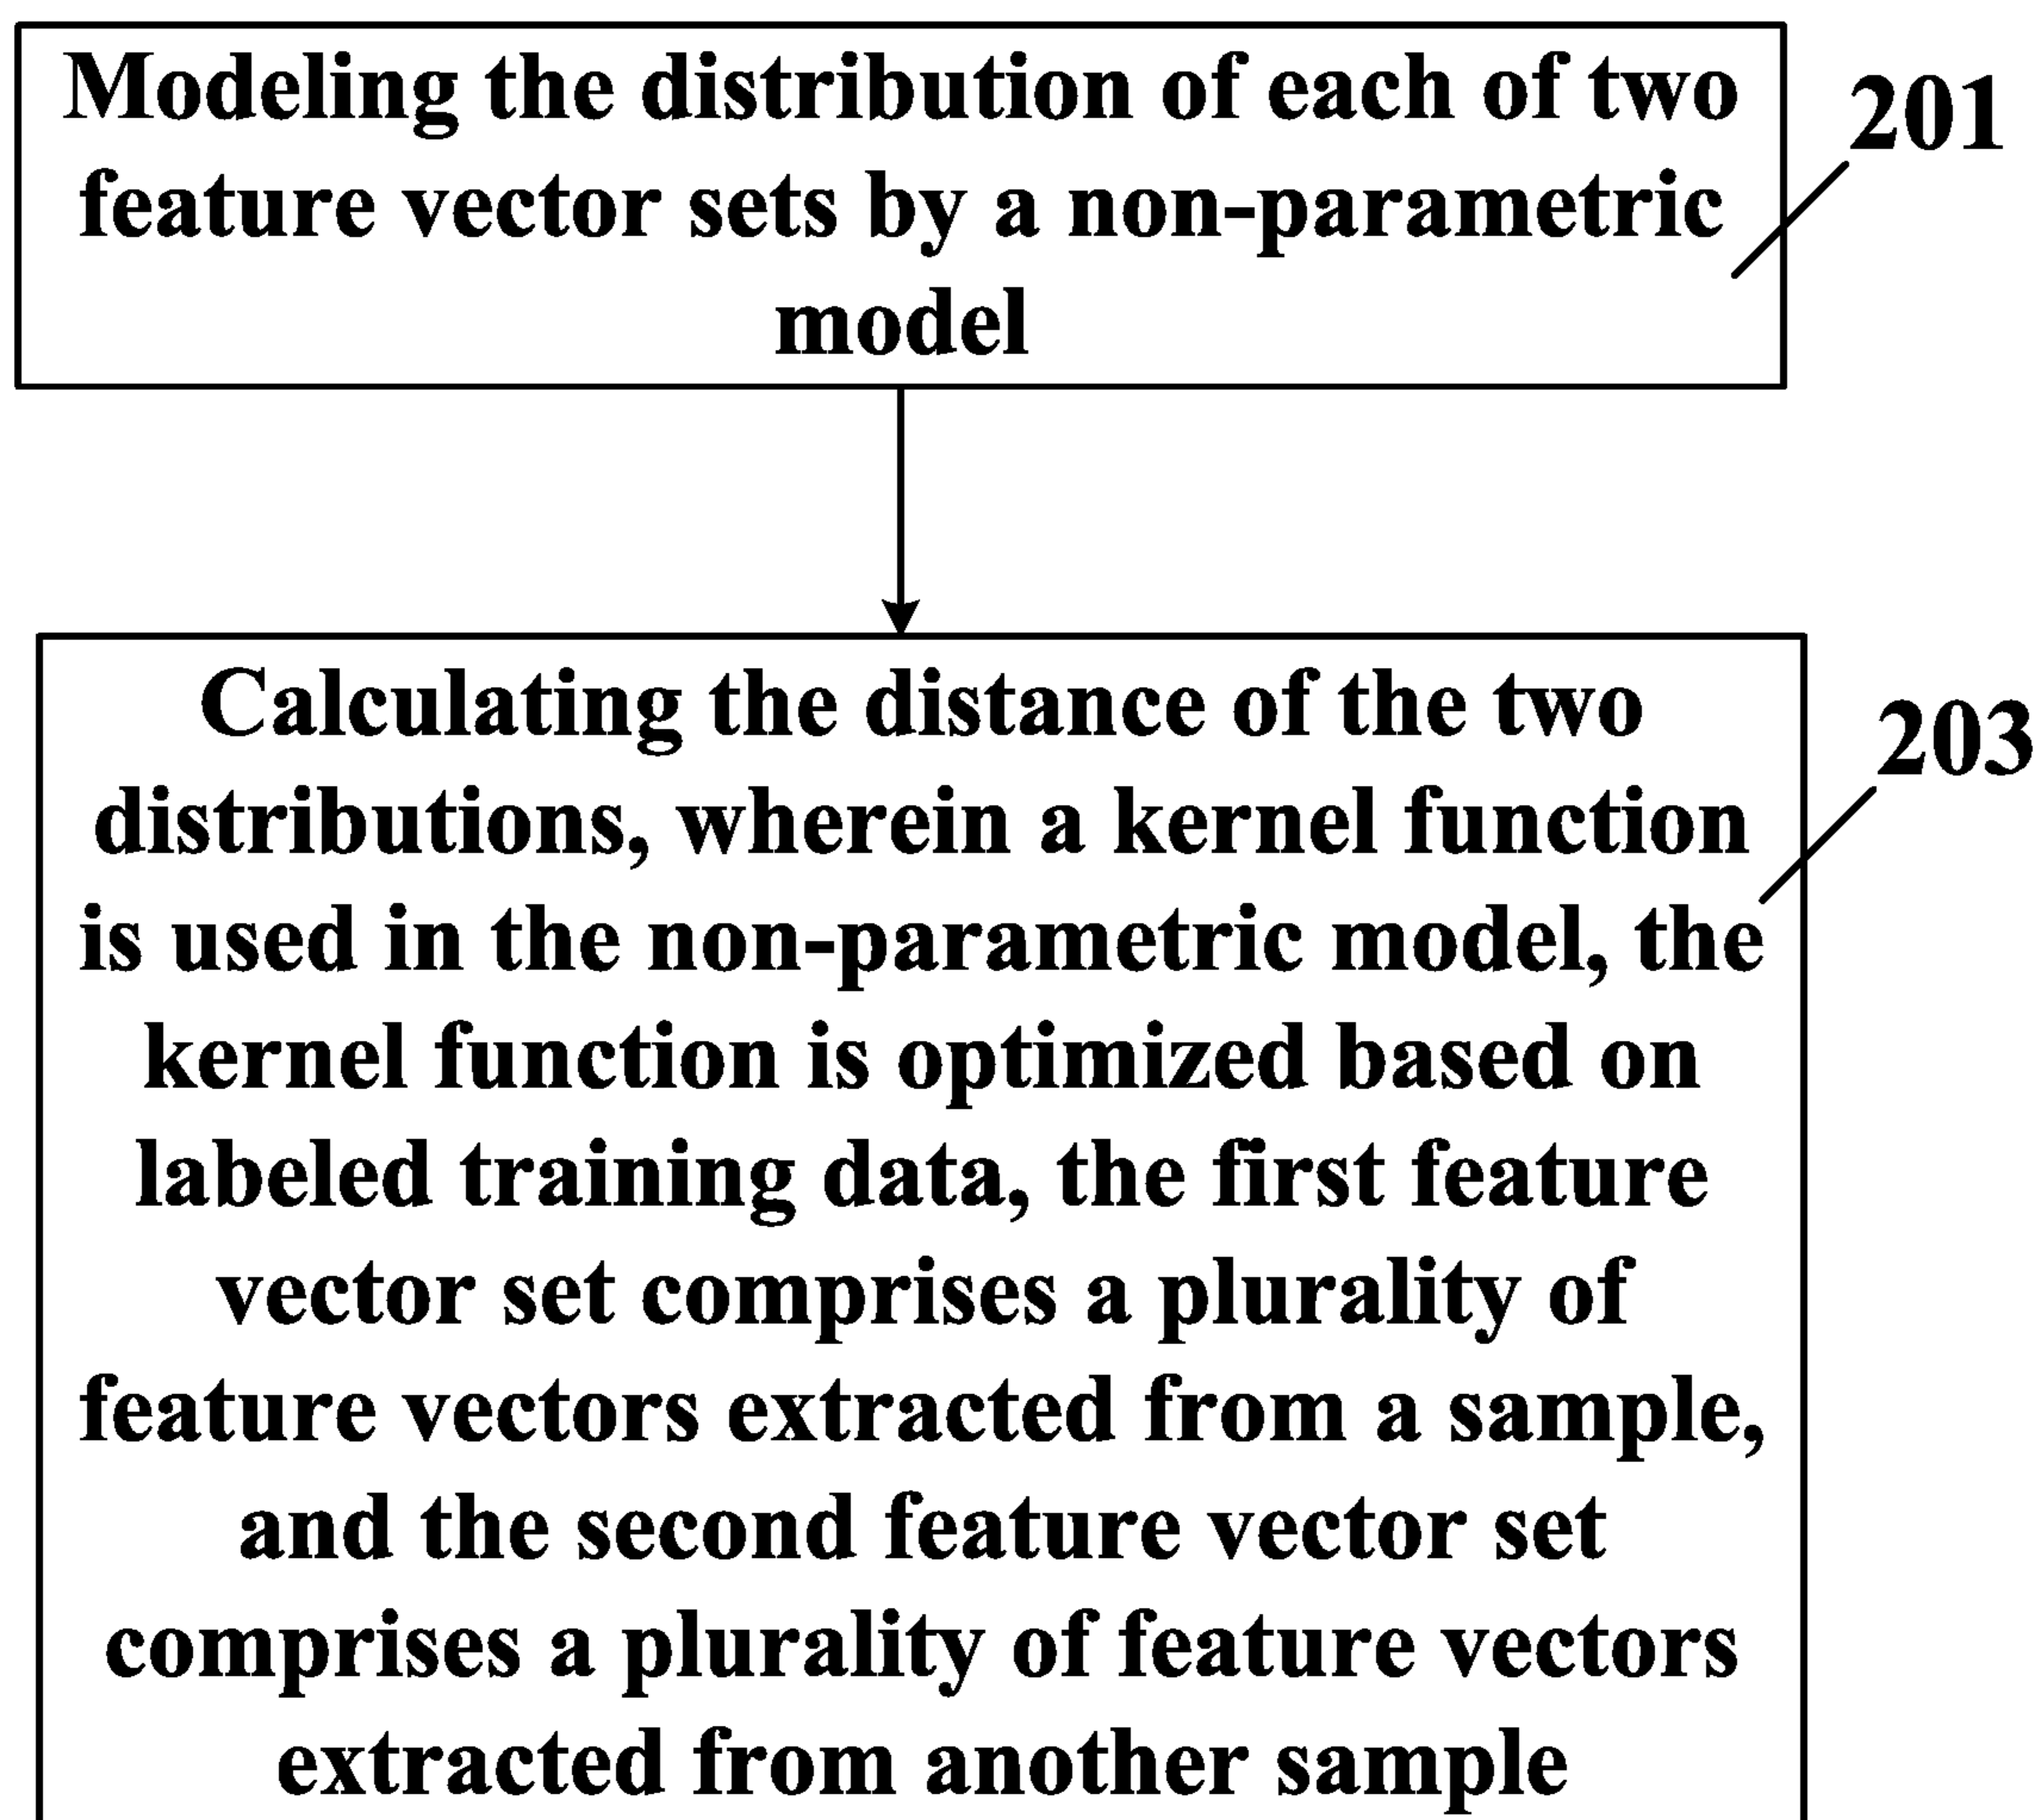 Modeling the distribution of each of two
feature vector sets by a non-parametric
model
201
Calculating the distance of the two
distributions, wherein a kernel function
is used in the non-parametric model, the
kernel function is optimized based on
labeled training data, the first feature
vector set comprises a plurality of
feature vectors extracted from a sample,
and the second feature vector set
comprises a plurality of feature vectors
extracted from another sample
203